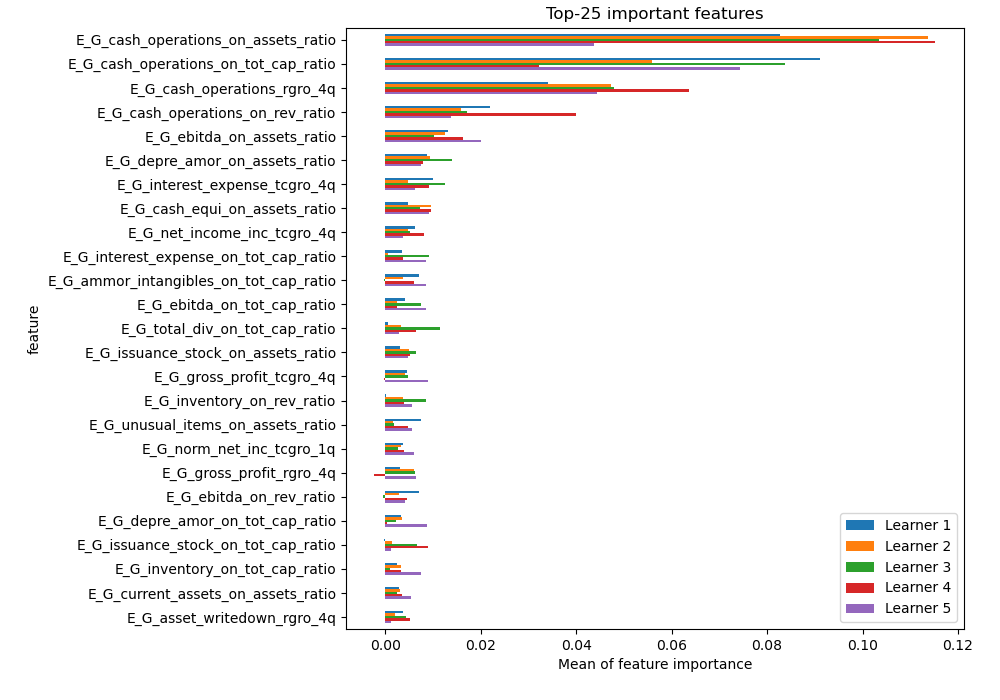 Top-25 important features
E_G_cash_operations_on_assets_ratio
E_G_cash_operations_on_tot_cap_ratio
E_G_cash_operations_rgro_4q
E_G_cash_operations_on_rev_ratio
E_G_ebitda_on_assets_ratio
E_G_depre_amor_on_assets_ratio
E_G_interest_expense_tcgro_4q
E_G_cash_equi_on_assets_ratio
E_G_net_income_inc_tcgro_4q
E_G_interest_expense_on_tot_cap_ratio
E_G_ammor_intangibles_on_tot_cap_ratio
E_G_ebitda_on_tot_cap_ratio
E_G_total_div_on_tot_cap_ratio
E_G_issuance_stock_on_assets_ratio
E_G_gross_profit_tcgro_4q
E_G_inventory_on_rev_ratio
E_G_unusual_items_on_assets_ratio
E_G_norm_net_inc_tcgro_1q
E_G_gross_profit_rgro_4q
E_G_ebitda_on_rev_ratio
E_G_depre_amor_on_tot_cap_ratio
E_G_issuance_stock_on_tot_cap_ratio
E_G_inventory_on_tot_cap_ratio
E_G_current_assets_on_assets_ratio
E_G_asset_writedown_rgro_4q
feature
Learner 1
Learner 2
Learner 3
Learner 4
Learner 5
0.00 0.02 0.04 0.06 0.08 0.10 0.12
Mean of feature importance